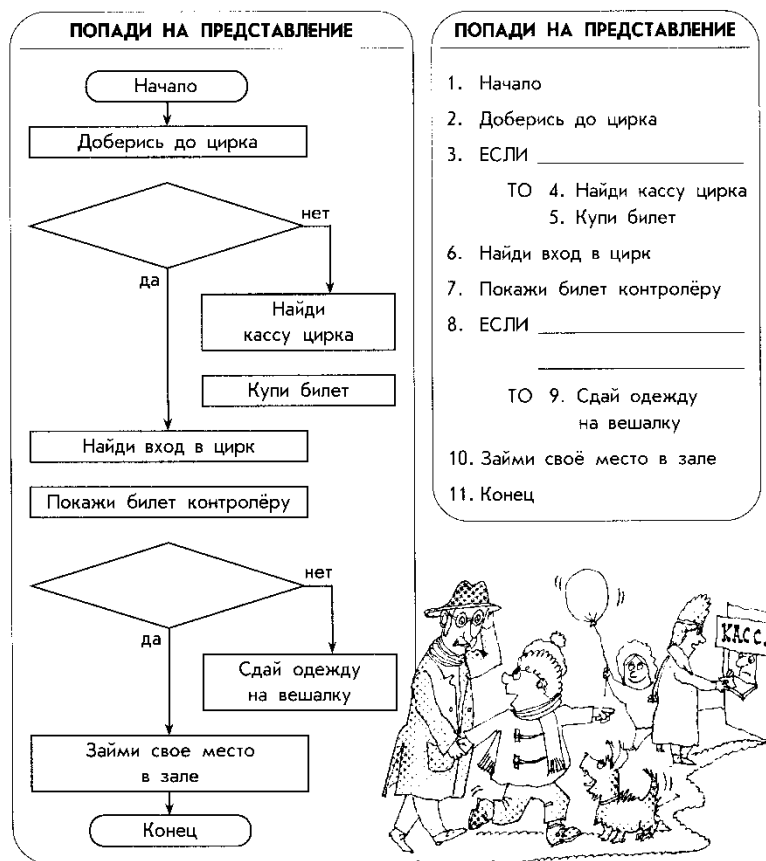 ПОПАДИ НА ПРЕДСТАВЛЕНИЕ
Начало
Доберись до цирка
нет
да
Найди
кассу цирка
Купи билет
Найди вход в цирк
Покажи билет контролёру
нет
да
Сдай одежду
на вешалку
Займи свое место
в зале
Конец
ПОПАДИ НА ПРЕДСТАВЛЕНИЕ
1. Начало
2. Доберись до цирка
3. ЕСЛИ
ТО 4. Найди кассу цирка
5. Купи билет
6. Найди вход в цирк
7. Покажи билет контролёру
8. ЕСЛИ
ТО 9. Сдай одежду
на вешалку
10. Займи своё место в зале
11. Конец
КАСС